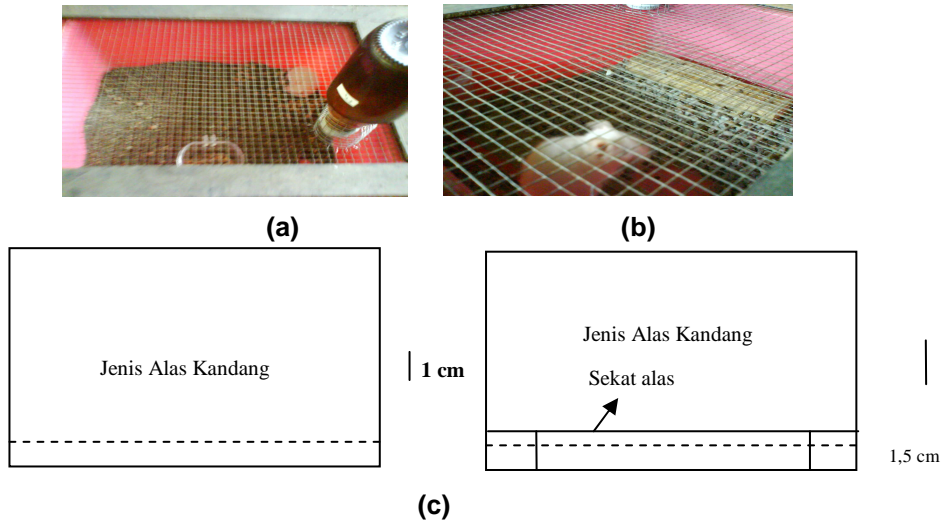 (a)
(b)
Jenis Alas Kandang
1 cm
Jenis Alas Kandang
Sekat alas
1,5 cm
(c)